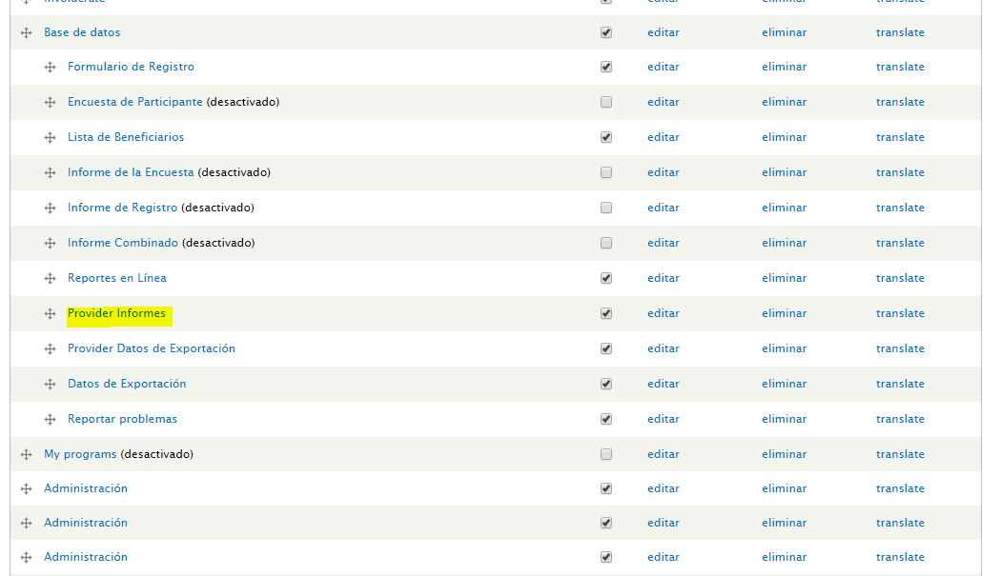 Involúcrate editar eliminar translate
Base de datos editar eliminar translate
Formulario de Registro editar eliminar translate
Encuesta de Participante (desactivado) editar eliminar translate
Lista de Beneficiarios editar eliminar translate
Informe de la Encuesta (desactivado) editar eliminar translate
Informe de Registro (desactivado) editar eliminar translate
Informe Combinado (desactivado) editar eliminar translate
Reportes en Línea editar eliminar translate
Provider Informes editar eliminar translate
Provider Datos de Exportación editar eliminar translate
Datos de Exportación editar eliminar translate
Reportar problemas editar eliminar translate
My programs (desactivado) editar eliminar translate
Administración editar eliminar translate
Administración editar eliminar translate
Administración editar eliminar translate